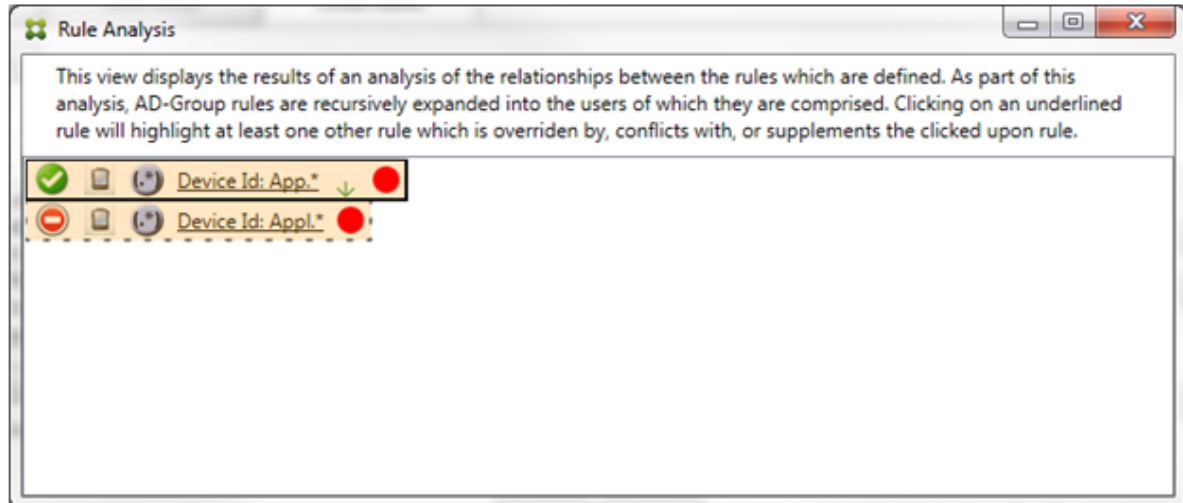 Rule Analysis
This view displays the results of an analysis of the relationships between the rules which are defined. As part of this
analysis, AD-Group rules are recursively expanded into the users of which they are comprised. Clicking on an underlined
rule will highlight at least one other rule which is overriden by, conflicts with, or supplements the clicked upon rule.
(.*) Device Id: App.*
(.*) Device Id: Appl.*